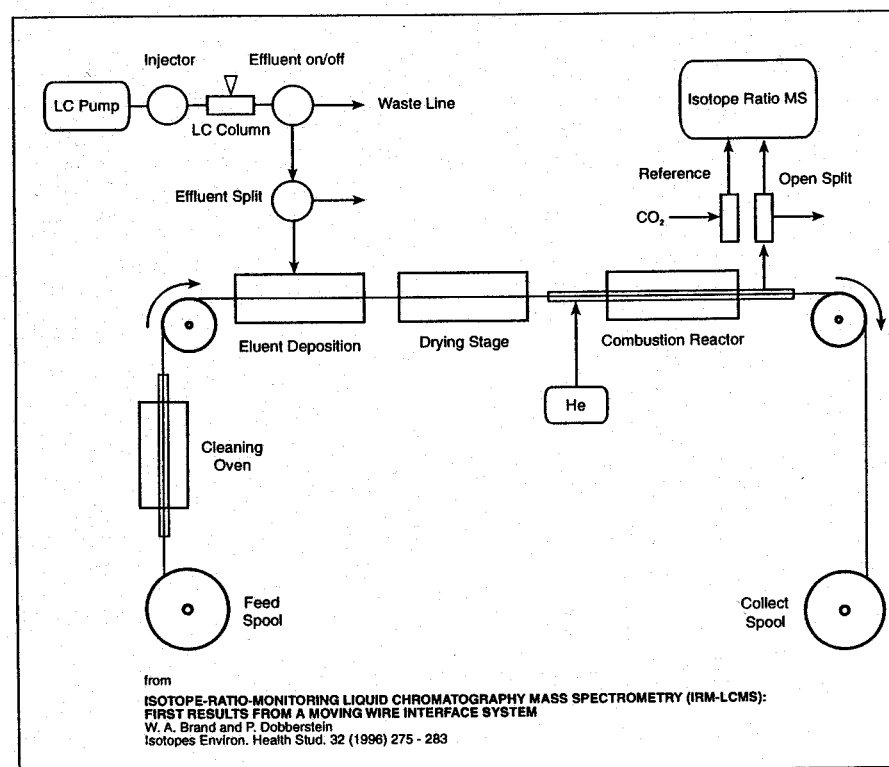 Injector
Effluent on/off
LC Pump
LC Column
Waste Line
Isotope Ratio MS
Effluent Split
Reference
Open Split
CO₂
Eluent Deposition
Drying Stage
Combustion Reactor
He
Cleaning
Oven
Feed
Spool
Collect
Spool
from
ISOTOPE-RATIO-MONITORING LIQUID CHROMATOGRAPHY MASS SPECTROMETRY (IRM-LCMS):
FIRST RESULTS FROM A MOVING WIRE INTERFACE SYSTEM
W. A. Brand and P. Dobberstein
Isotopes Environ. Health Stud. 32 (1996) 275 - 283